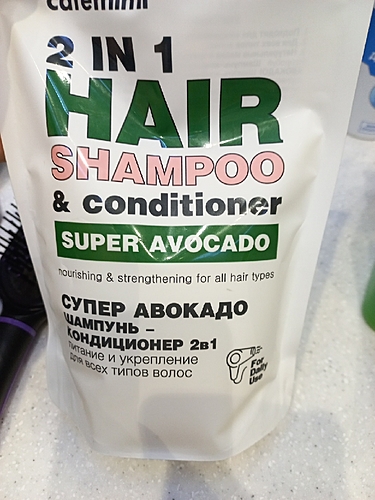 cafemimi
2 IN 1
HAIR
SHAMPOO
& conditioner
SUPER AVOCADO
nourishing & strengthening for all hair types
СУПЕР АВОКАДО
ШАМПУНЬ –
КОНДИЦИОНЕР 2в1
питание и укрепление
для всех типов волос
For
Daily
Use